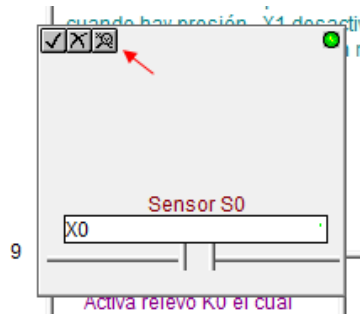 cuando hay presión. X1 desactiv
Sensor S0
X0
9
Activa relevo K0 el cual